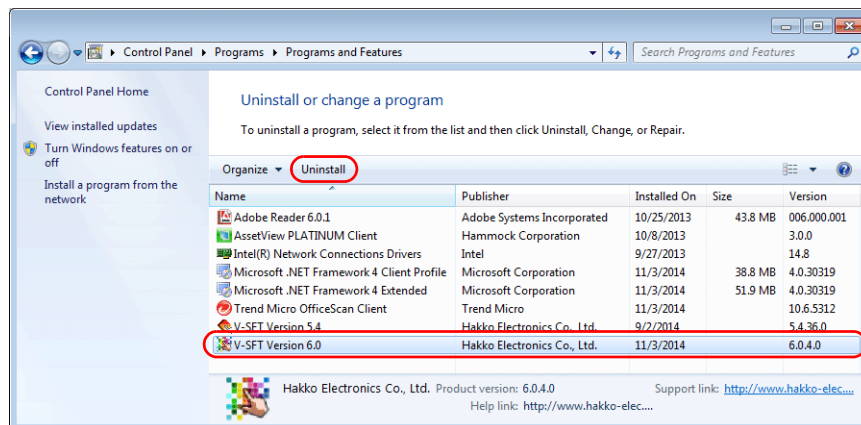 Control Panel Programs Programs and Features Search Programs and Features
Control Panel Home
View installed updates
Turn Windows features on or
off
Install a program from the
network
Uninstall or change a program
To uninstall a program, select it from the list and then click Uninstall, Change, or Repair.
Organize Uninstall
Name Publisher Installed On Size Version
Adobe Reader 6.0.1 Adobe Systems Incorporated 10/25/2013 43.8 MB 006.000.001
AssetView PLATINUM Client Hammock Corporation 10/8/2013 3.0.0
Intel(R) Network Connections Drivers Intel 9/27/2013 14.8
Microsoft .NET Framework 4 Client Profile Microsoft Corporation 11/3/2014 38.8 MB 4.0.30319
Microsoft .NET Framework 4 Extended Microsoft Corporation 11/3/2014 51.9 MB 4.0.30319
Trend Micro OfficeScan Client Trend Micro 11/3/2014 10.6.5312
V-SFT Version 5.4 Hakko Electronics Co., Ltd. 9/2/2014 5.4.36.0
V-SFT Version 6.0 Hakko Electronics Co., Ltd. 11/3/2014 6.0.4.0
Hakko Electronics Co., Ltd. Product version: 6.0.4.0 Support link: http://www.hakko-elec....
Help link: http://www.hakko-elec....